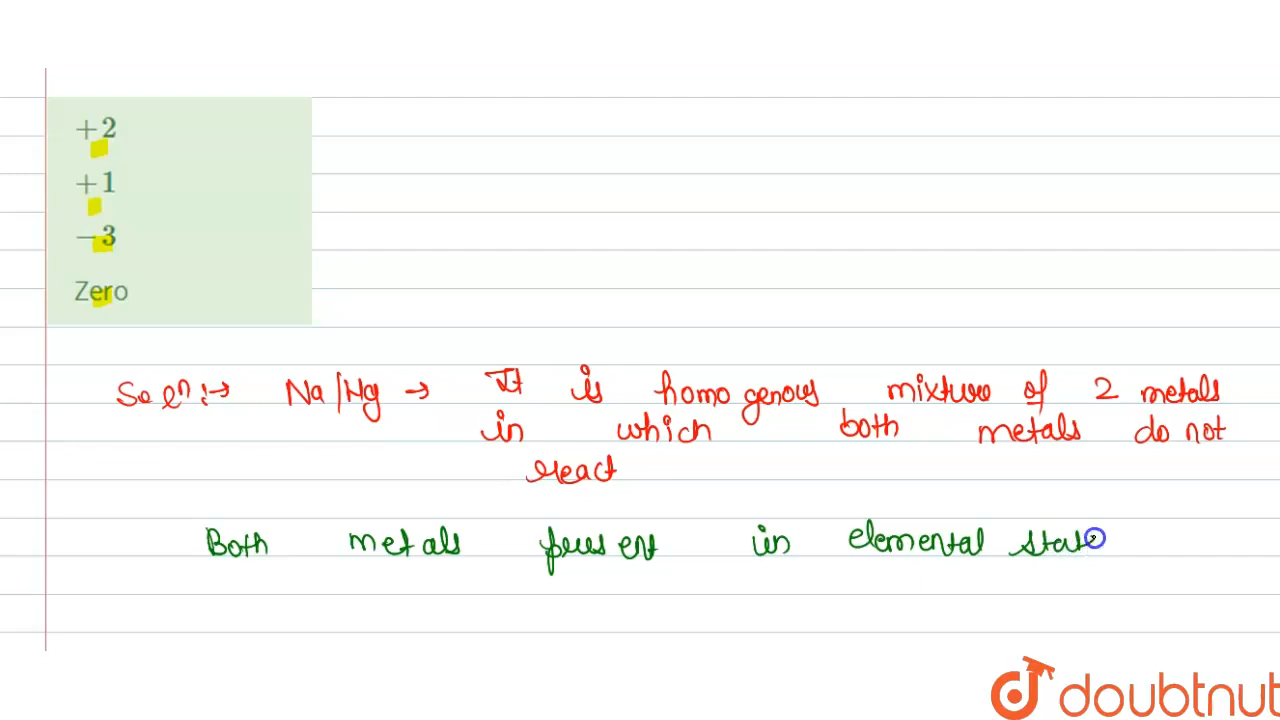 +2
+1
−3
Zero
Soln :→ Na/Hg → It is homogenous mixture of 2 metals
in which both metals do not
react
Both metals present in elemental state
doubtnut